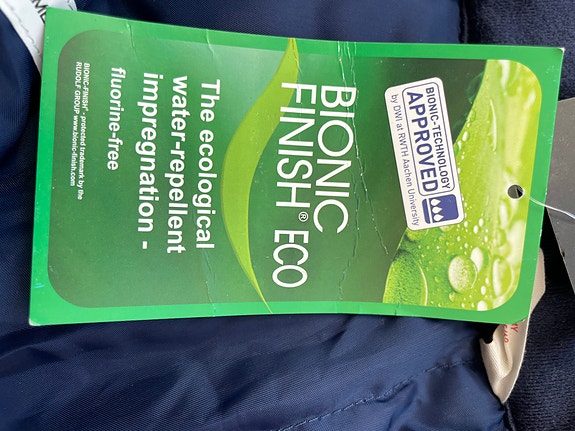 BIONIC-TECHNOLOGY
APPROVED
by DWI at RWTH Aachen University
BIONIC
FINISH® ECO
The ecological
water-repellent
impregnation -
fluorine-free
BIONIC-FINISH®- protected trademark by the
RUDOLF GROUP www.bionic-finish.com